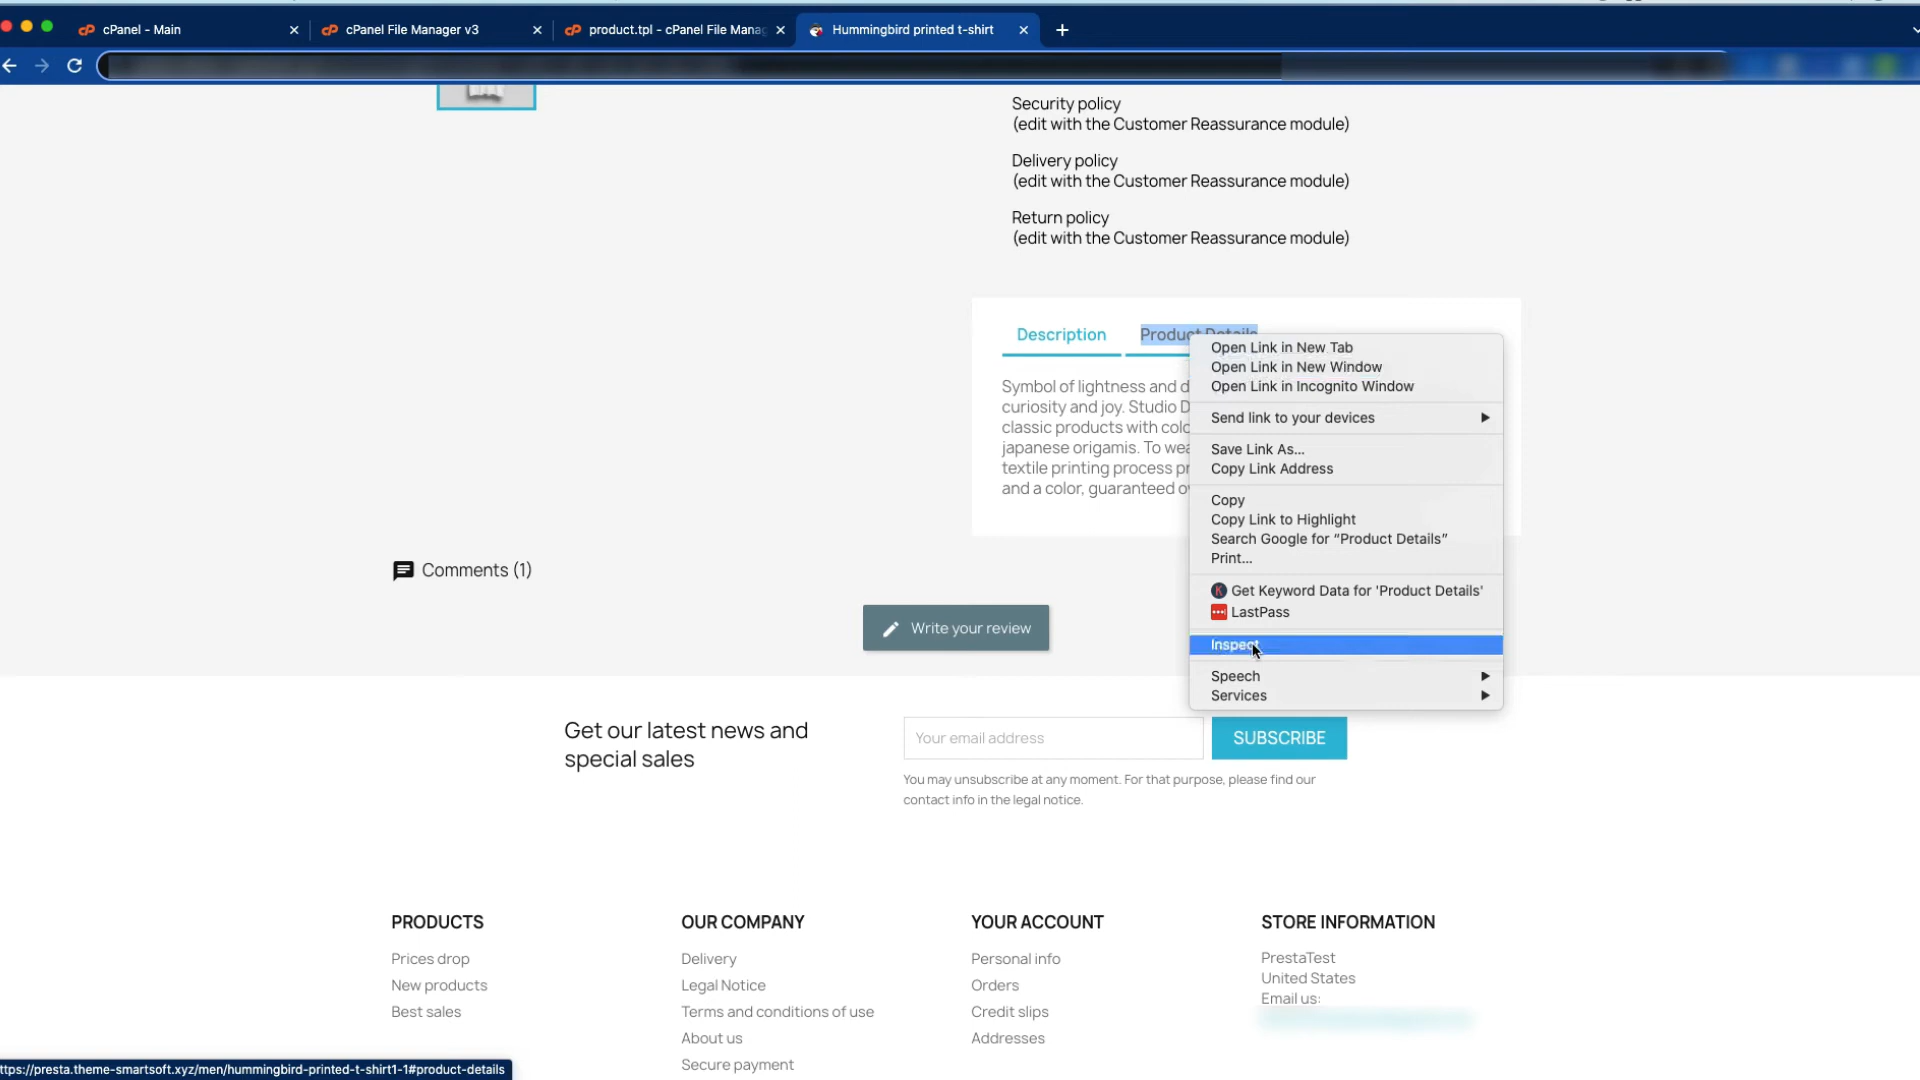 cPanel - Main
cPanel File Manager v3
product.tpl - cPanel File Manag
Hummingbird printed t-shirt
Security policy
(edit with the Customer Reassurance module)
Delivery policy
(edit with the Customer Reassurance module)
Return policy
(edit with the Customer Reassurance module)
Description
Product Details
Symbol of lightness and d
curiosity and joy. Studio D
classic products with colo
japanese origamis. To wea
textile printing process pr
and a color, guaranteed ov
Open Link in New Tab
Open Link in New Window
Open Link in Incognito Window
Send link to your devices
Save Link As...
Copy Link Address
Copy
Copy Link to Highlight
Search Google for “Product Details”
Print...
Get Keyword Data for 'Product Details'
LastPass
Inspect
Speech
Services
Comments (1)
Write your review
Get our latest news and
special sales
Your email address
SUBSCRIBE
You may unsubscribe at any moment. For that purpose, please find our
contact info in the legal notice.
PRODUCTS
Prices drop
New products
Best sales
OUR COMPANY
Delivery
Legal Notice
Terms and conditions of use
About us
Secure payment
YOUR ACCOUNT
Personal info
Orders
Credit slips
Addresses
STORE INFORMATION
PrestaTest
United States
Email us:
ttps://presta.theme-smartsoft.xyz/men/hummingbird-printed-t-shirt1-1#product-details